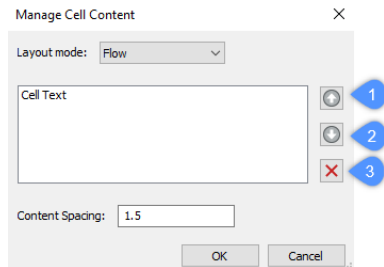 Manage Cell Content
Layout mode: Flow
Cell Text
1
2
3
Content Spacing: 1.5
OK Cancel